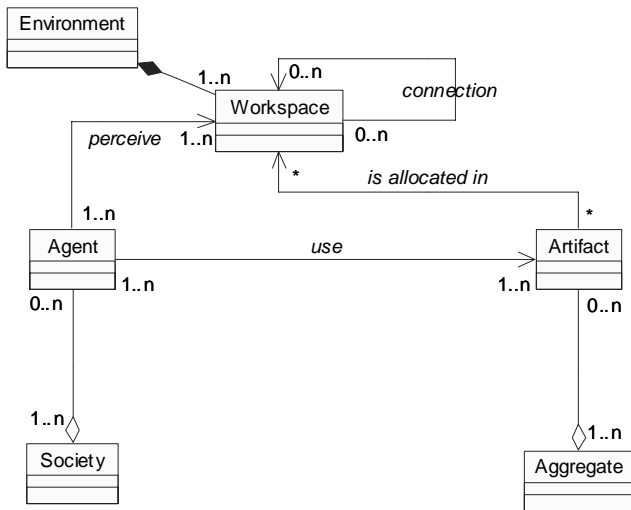 Environment
1..n
0..n
connection
Workspace
perceive
1..n
0..n
*
is allocated in
1..n
*
Agent
use
Artifact
0..n
1..n
1..n
0..n
1..n
1..n
Society
Aggregate